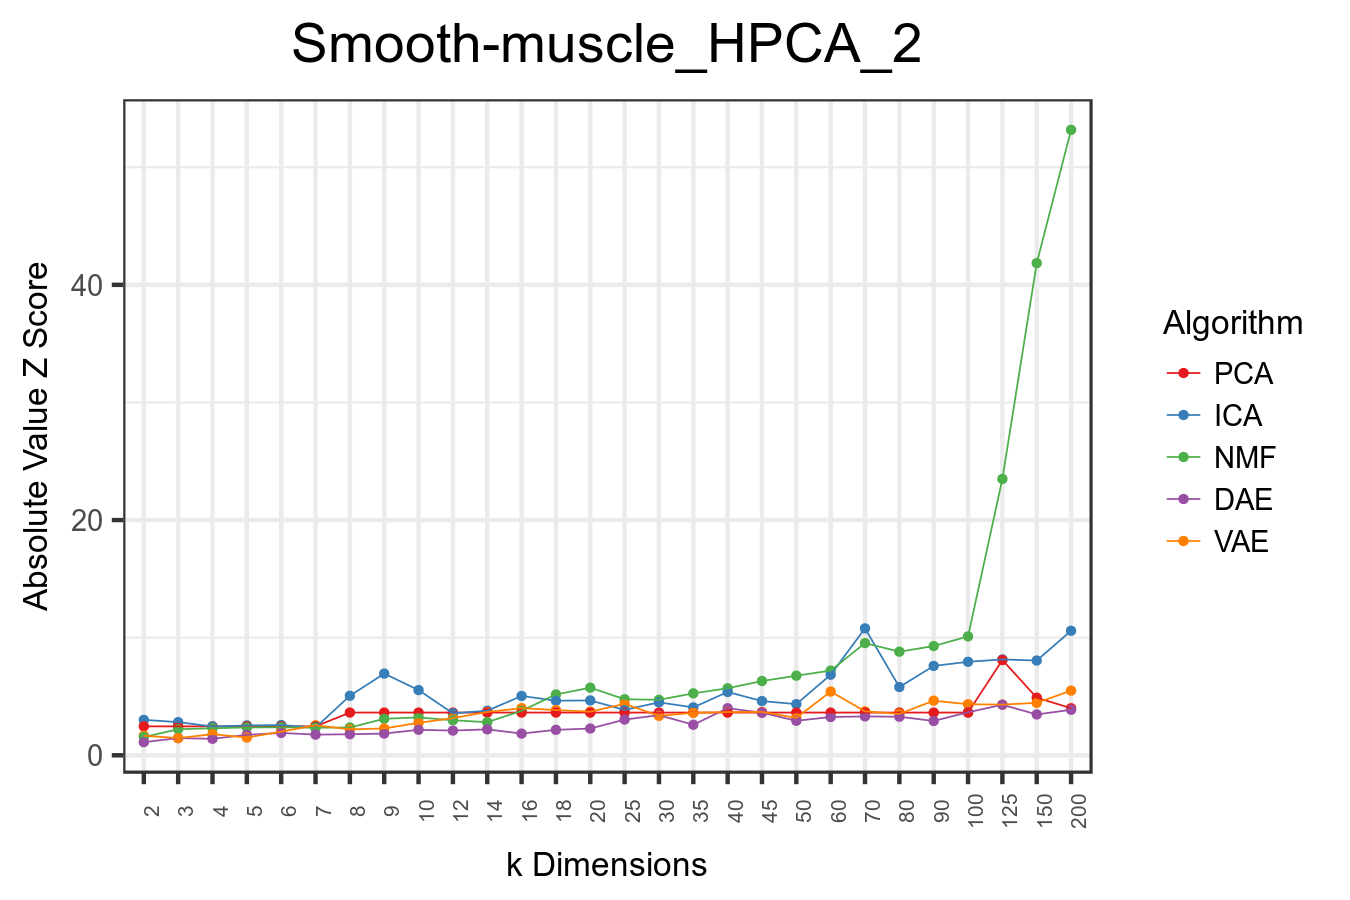 Smooth-muscle_HPCA_2
Absolute Value Z Score
40
20
0
2 3 4 5 6 7 8 9 10 12 14 16 18 20 25 30 35 40 45 50 60 70 80 90 100 125 150 200
k Dimensions
Algorithm
PCA
ICA
NMF
DAE
VAE